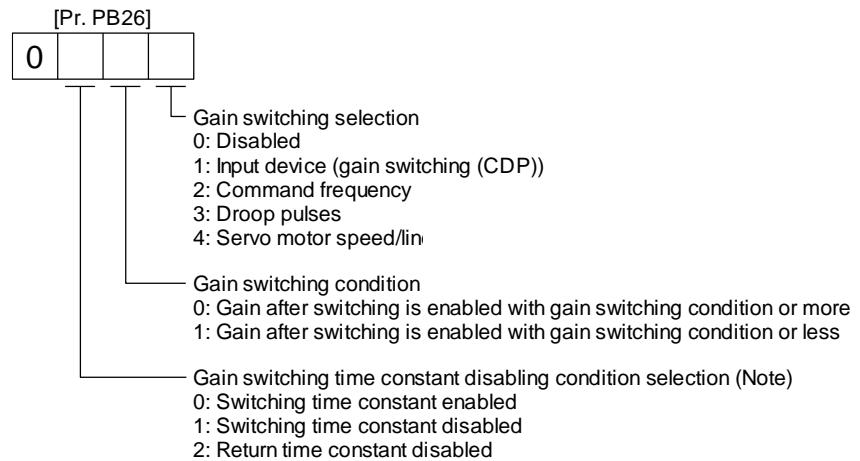 [Pr. PB26]
0
Gain switching selection
0: Disabled
1: Input device (gain switching (CDP))
2: Command frequency
3: Droop pulses
4: Servo motor
Gain switching condition
0: Gain after switching is enabled with gain switching condition or more
1: Gain after switching is enabled with gain switching condition or less
Gain switching time constant disabling condition selection (Note)
0: Switching time constant enabled
1: Switching time constant disabled
2: Return time constant disabled